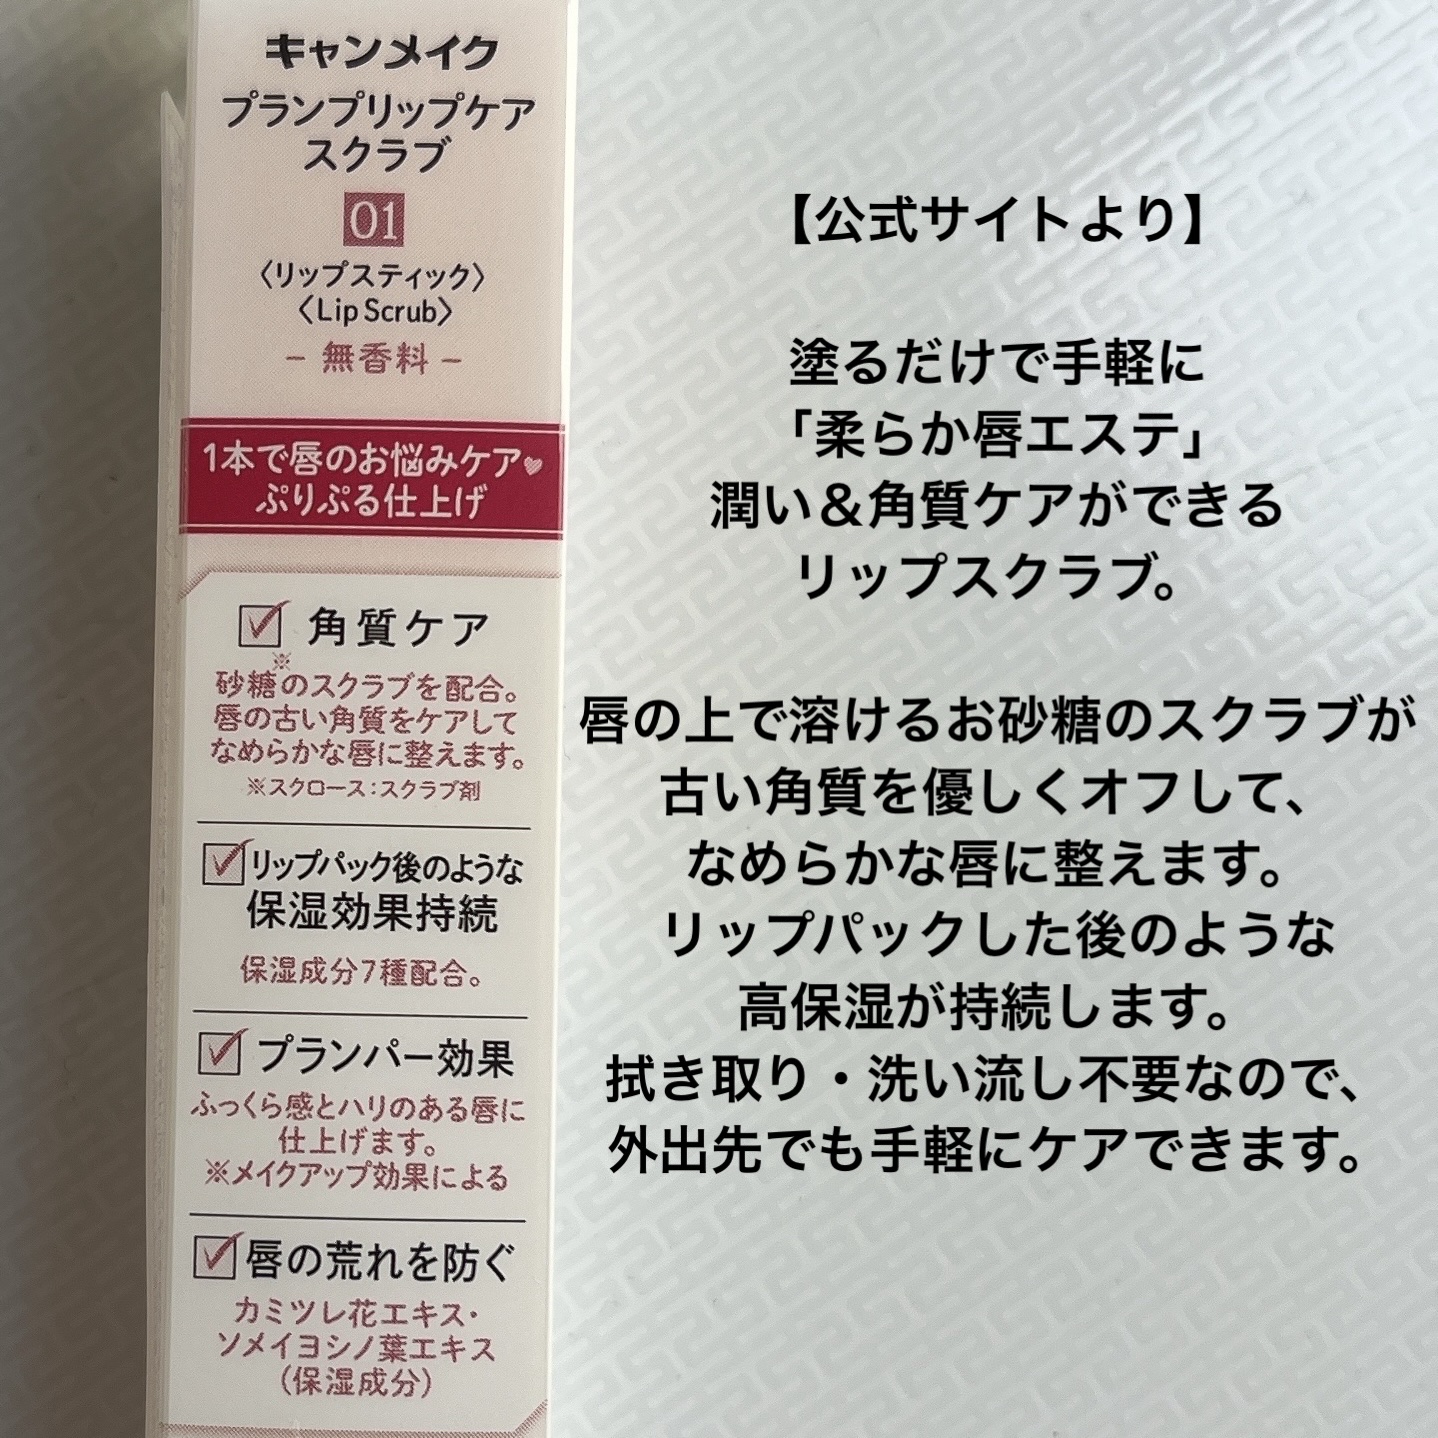 キャンメイク
プランプリップケア
スクラブ
01
〈リップスティック〉
〈Lip Scrub〉
– 無香料 –
1本で唇のお悩みケア♥
ぷりぷる仕上げ
☑ 角質ケア
砂糖※のスクラブを配合。
唇の古い角質をケアして
なめらかな唇に整えます。
※スクロース:スクラブ剤
☑ リップパック後のような
保湿効果持続
保湿成分7種配合。
☑ プランパー効果
ふっくら感とハリのある唇に
仕上げます。
※メイクアップ効果による
☑ 唇の荒れを防ぐ
カミツレ花エキス・
ソメイヨシノ葉エキス
(保湿成分)
【公式サイトより】
塗るだけで手軽に
「柔らか唇エステ」
潤い&角質ケアができる
リップスクラブ。
唇の上で溶けるお砂糖のスクラブが
古い角質を優しくオフして、
なめらかな唇に整えます。
リップパックした後のような
高保湿が持続します。
拭き取り・洗い流し不要なので、
外出先でも手軽にケアできます。